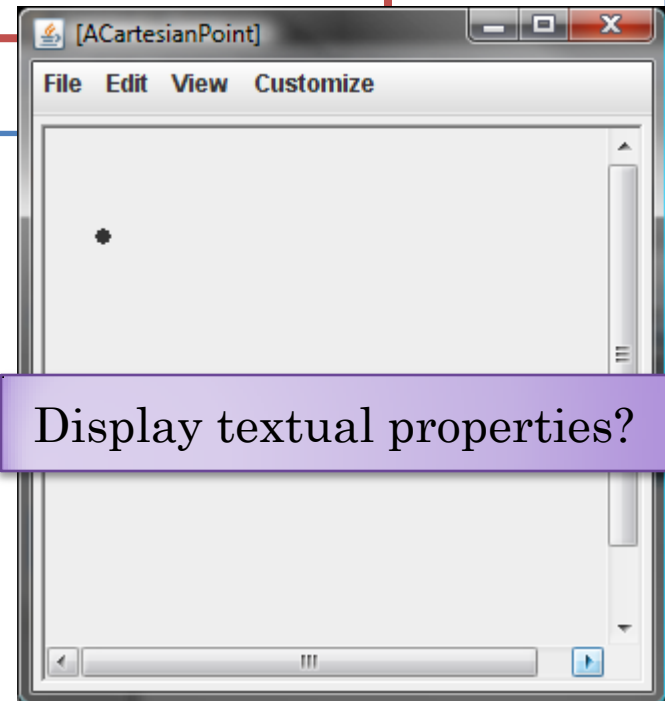 [ACartesianPoint]
File Edit View Customize
Display textual properties?